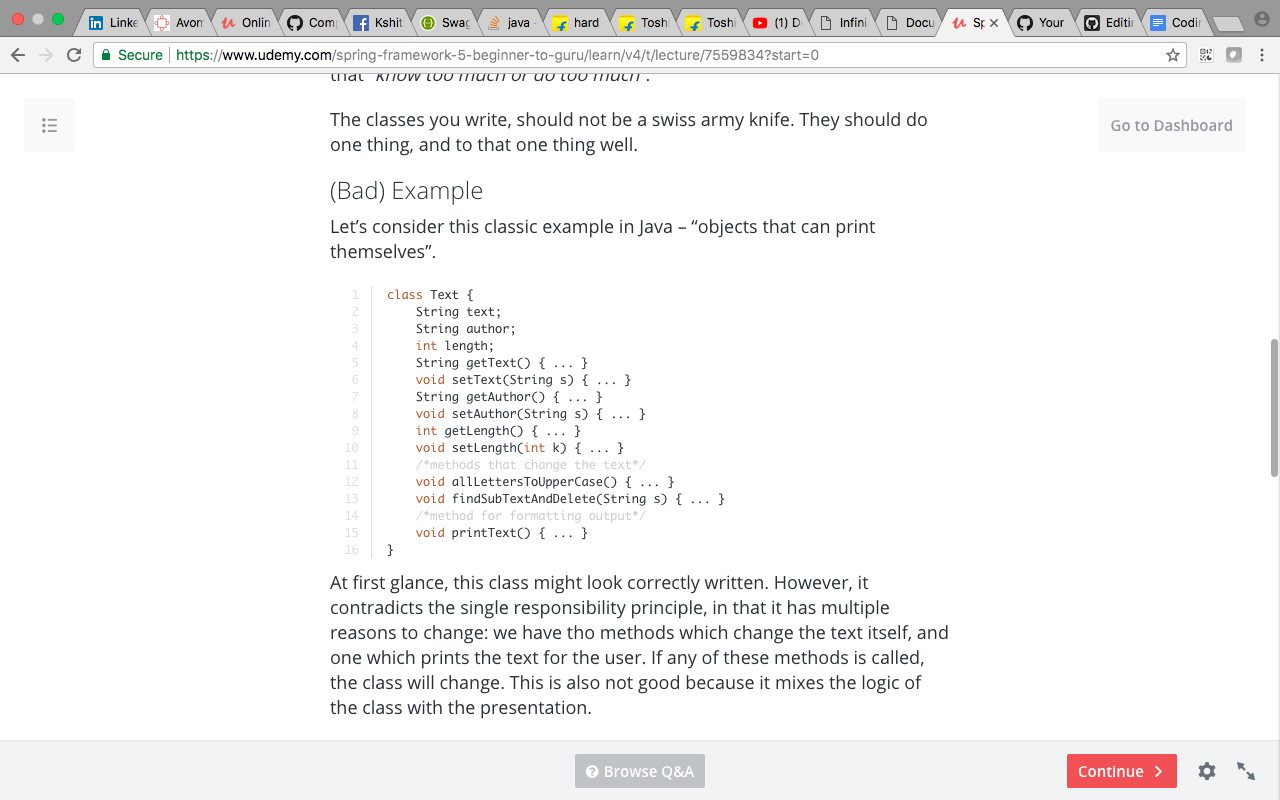 Linke
Avon
Onlin
Com
Kshit
Swag
java -
hard
Tosh
Toshi
(1) D
Infini
Docu
Sp
Your
Editi
Codin
Secure https://www.udemy.com/spring-framework-5-beginner-to-guru/learn/v4/t/lecture/7559834?start=0
that "know too much or do too much".
The classes you write, should not be a swiss army knife. They should do
one thing, and to that one thing well.
Go to Dashboard
(Bad) Example
Let’s consider this classic example in Java – “objects that can print
themselves”.
1 class Text {
2 String text;
3 String author;
4 int length;
5 String getText() { ... }
6 void setText(String s) { ... }
7 String getAuthor() { ... }
8 void setAuthor(String s) { ... }
9 int getLength() { ... }
10 void setLength(int k) { ... }
11 /*methods that change the text*/
12 void allLettersToUpperCase() { ... }
13 void findSubTextAndDelete(String s) { ... }
14 /*method for formatting output*/
15 void printText() { ... }
16 }
At first glance, this class might look correctly written. However, it
contradicts the single responsibility principle, in that it has multiple
reasons to change: we have tho methods which change the text itself, and
one which prints the text for the user. If any of these methods is called,
the class will change. This is also not good because it mixes the logic of
the class with the presentation.
Browse Q&A
Continue